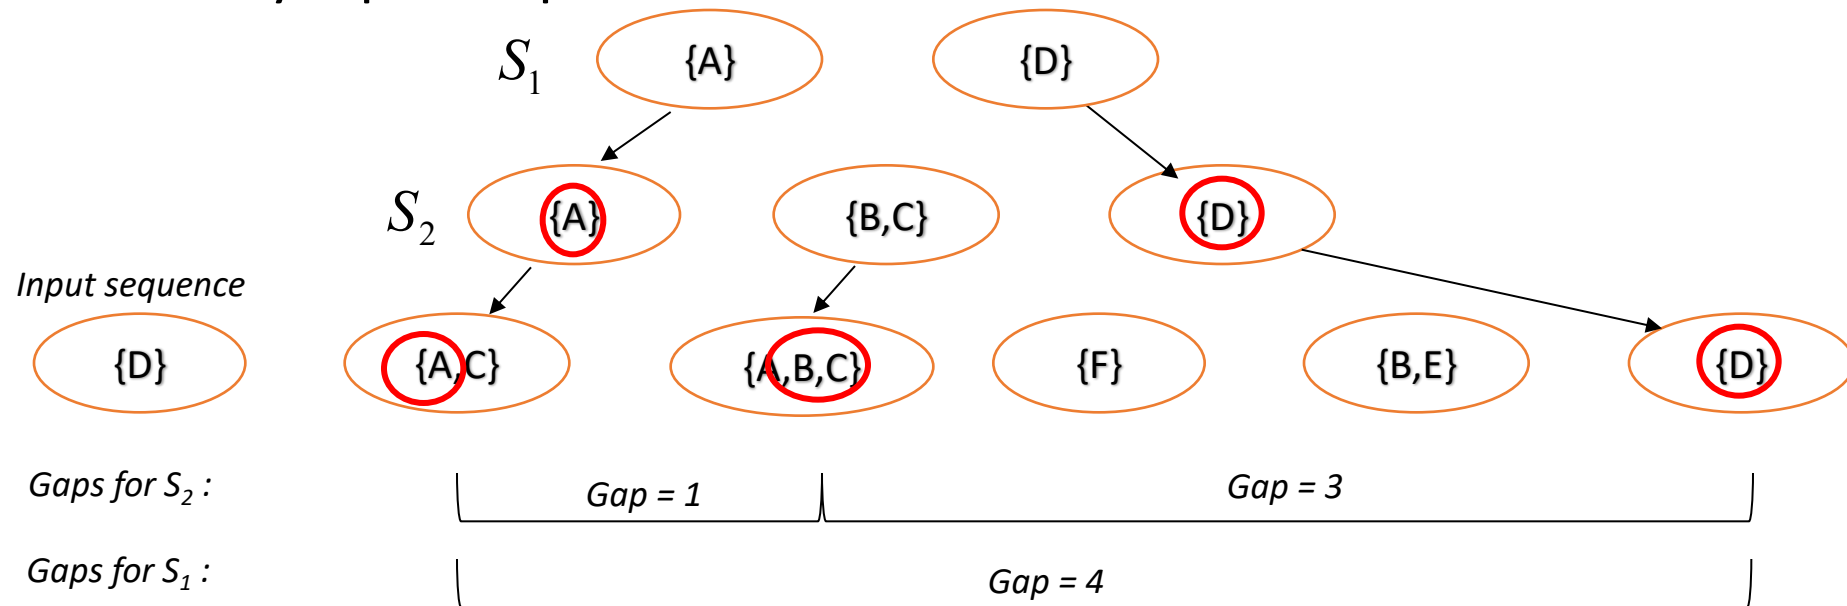 S1 {A} {D}
S2 {A} {B,C} {D}
Input sequence
{D} {A,C} {A,B,C} {F} {B,E} {D}
Gaps for S2 : Gap = 1 Gap = 3
Gaps for S1 : Gap = 4